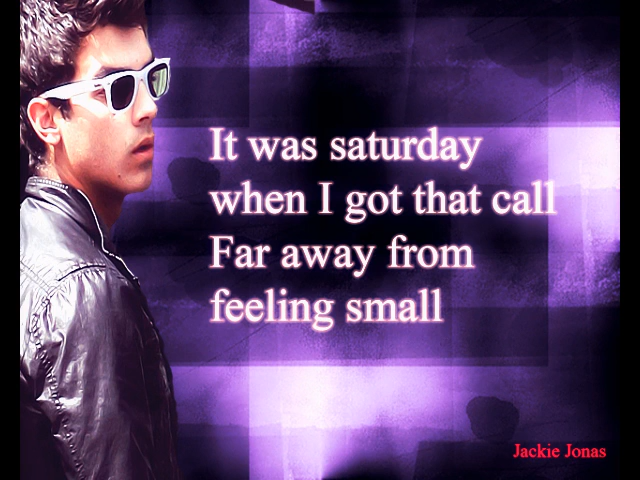 It was saturday
when I got that call
Far away from
feeling small
Jackie Jonas